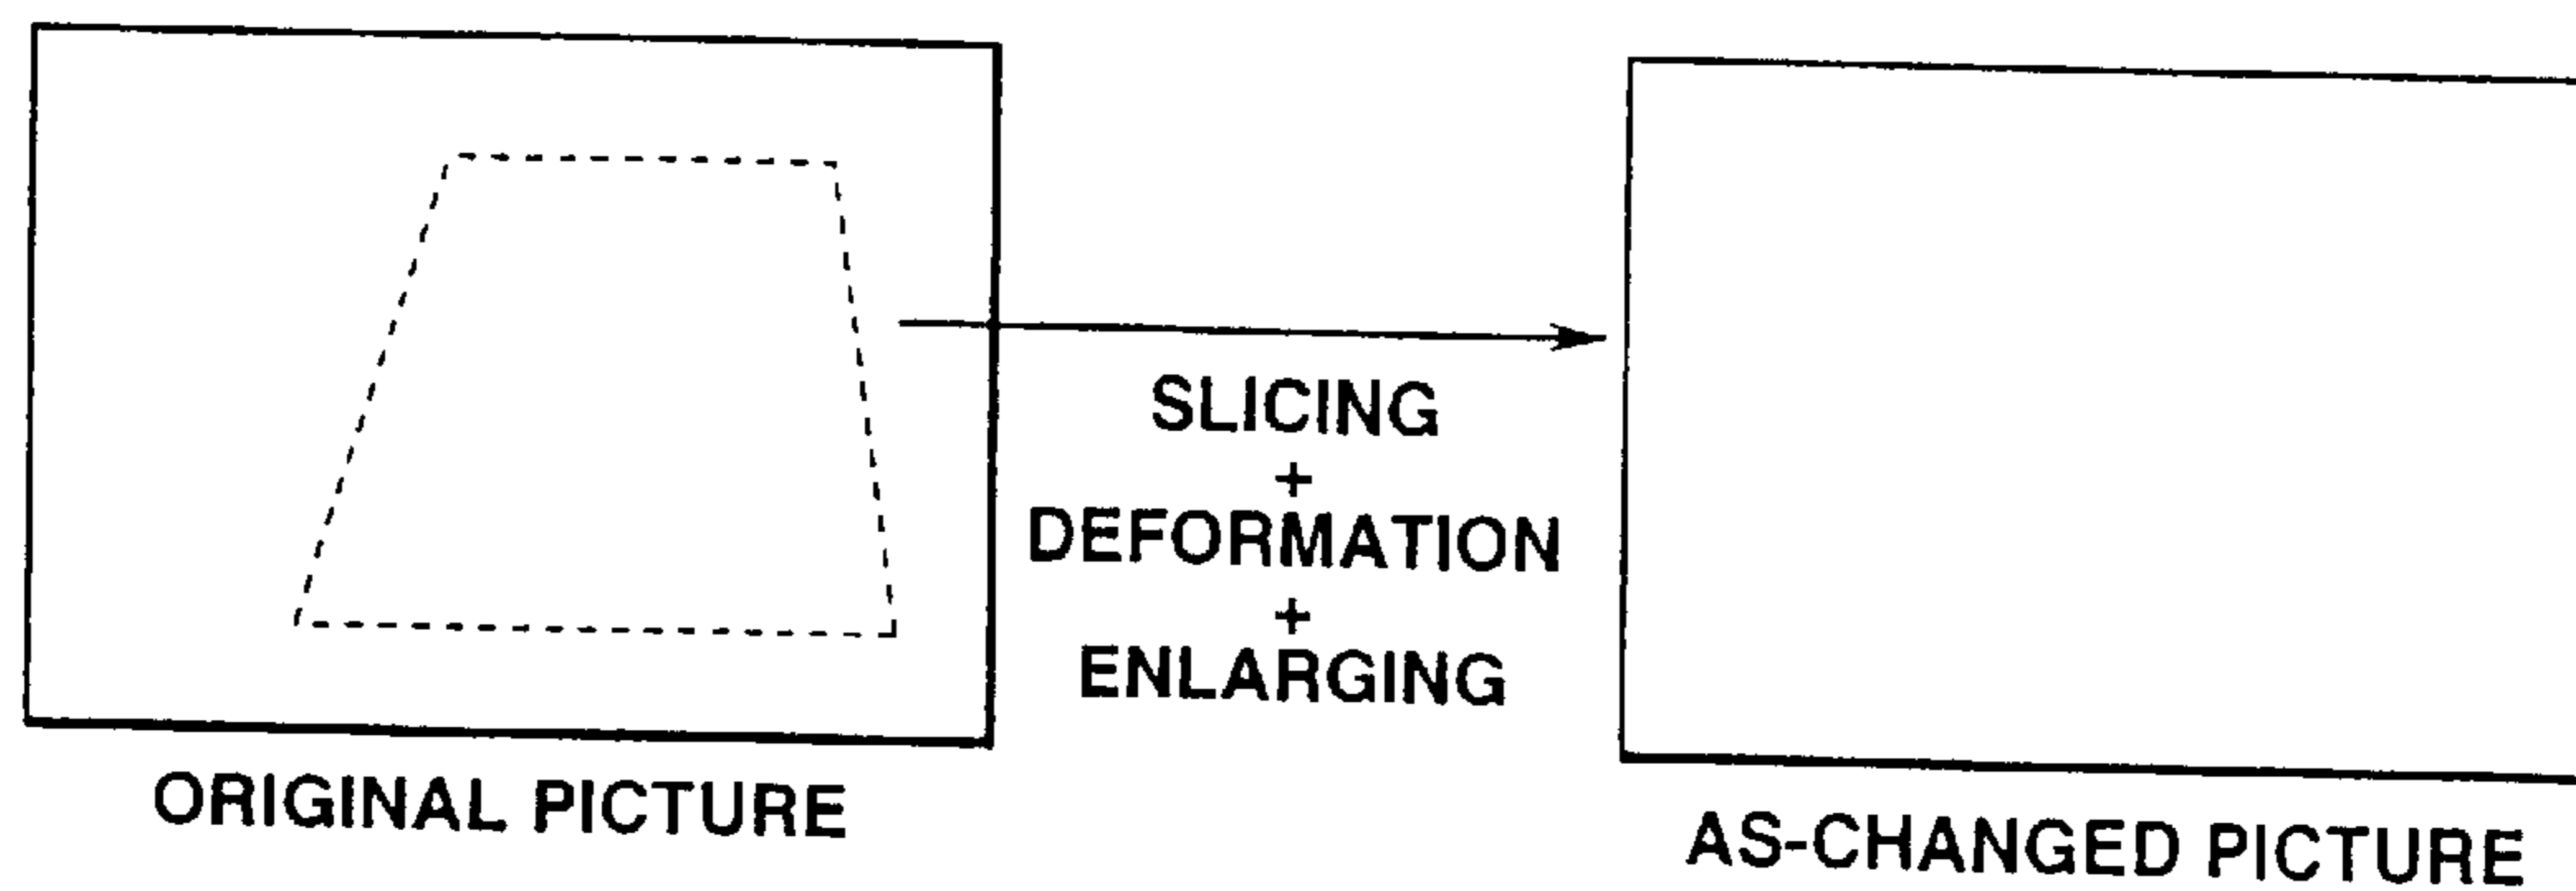 SLICING
+
DEFORMATION
+
ENLARGING
ORIGINAL PICTURE
AS-CHANGED PICTURE